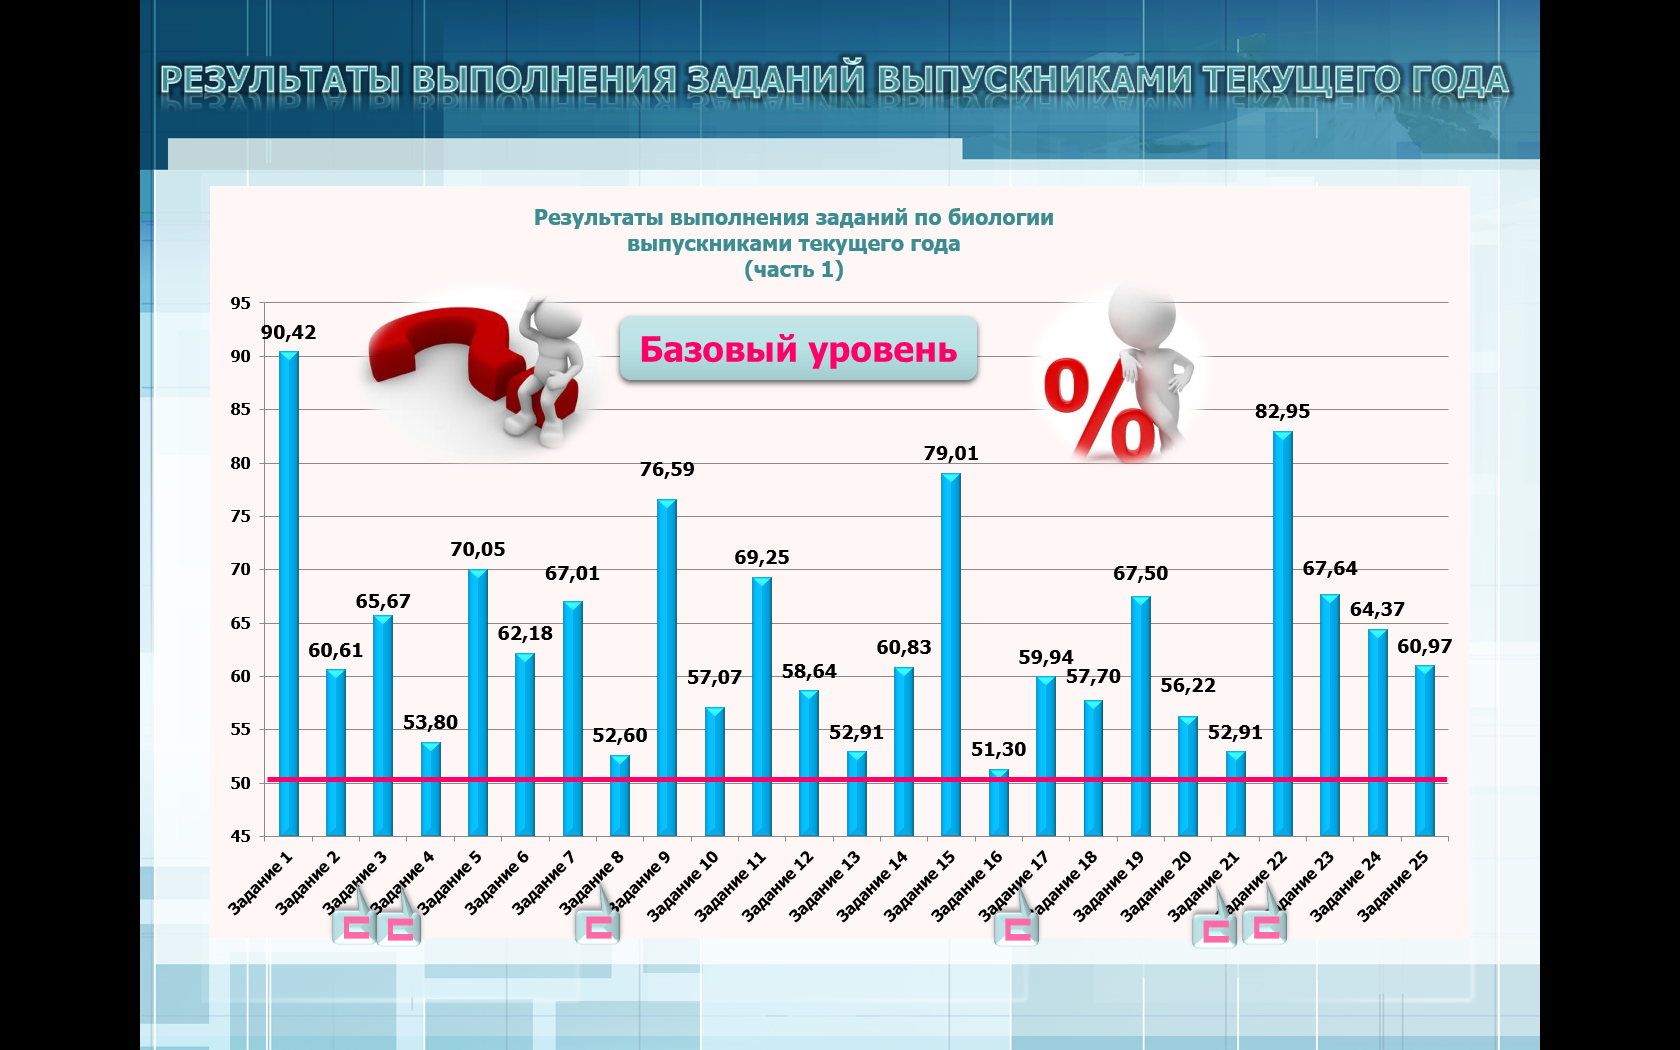 РЕЗУЛЬТАТЫ ВЫПОЛНЕНИЯ ЗАДАНИЙ ВЫПУСКНИКАМИ ТЕКУЩЕГО ГОДА
Результаты выполнения заданий по биологии
выпускниками текущего года
(часть 1)
Базовый уровень
%
95
90
85
80
75
70
65
60
55
50
45
90,42
60,61
65,67
53,80
70,05
62,18
67,01
52,60
76,59
57,07
69,25
58,64
52,91
60,83
79,01
51,30
59,94
57,70
67,50
56,22
52,91
82,95
67,64
64,37
60,97
Задание 1
Задание 2
Задание 3
Задание 4
Задание 5
Задание 6
Задание 7
Задание 8
Задание 9
Задание 10
Задание 11
Задание 12
Задание 13
Задание 14
Задание 15
Задание 16
Задание 17
Задание 18
Задание 19
Задание 20
Задание 21
Задание 22
Задание 23
Задание 24
Задание 25